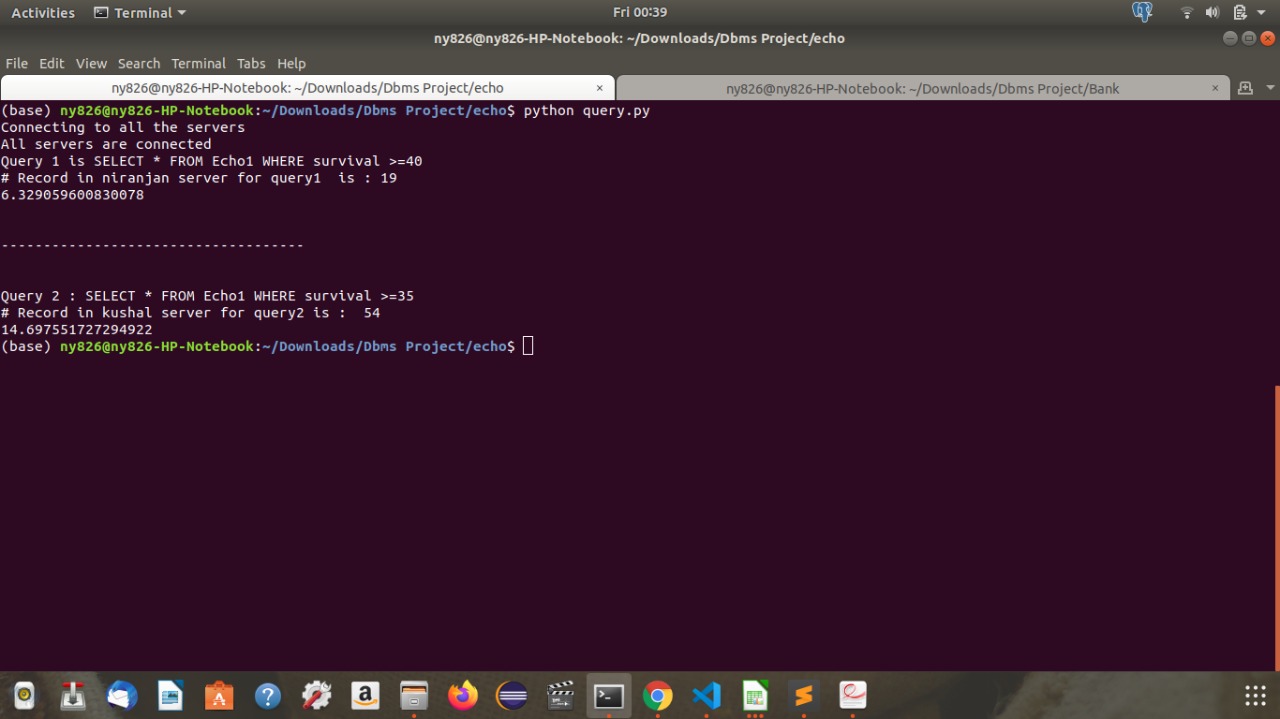 Activities Terminal Fri 00:39
ny826@ny826-HP-Notebook: ~/Downloads/Dbms Project/echo
File Edit View Search Terminal Tabs Help
ny826@ny826-HP-Notebook: ~/Downloads/Dbms Project/echo × ny826@ny826-HP-Notebook: ~/Downloads/Dbms Project/Bank ×
(base) ny826@ny826-HP-Notebook:~/Downloads/Dbms Project/echo$ python query.py
Connecting to all the servers
All servers are connected
Query 1 is SELECT * FROM Echo1 WHERE survival >=40
# Record in niranjan server for query1  is : 19
6.329059600830078
------------------------------------
Query 2 : SELECT * FROM Echo1 WHERE survival >=35
# Record in kushal server for query2 is :  54
14.697551727294922
(base) ny826@ny826-HP-Notebook:~/Downloads/Dbms Project/echo$